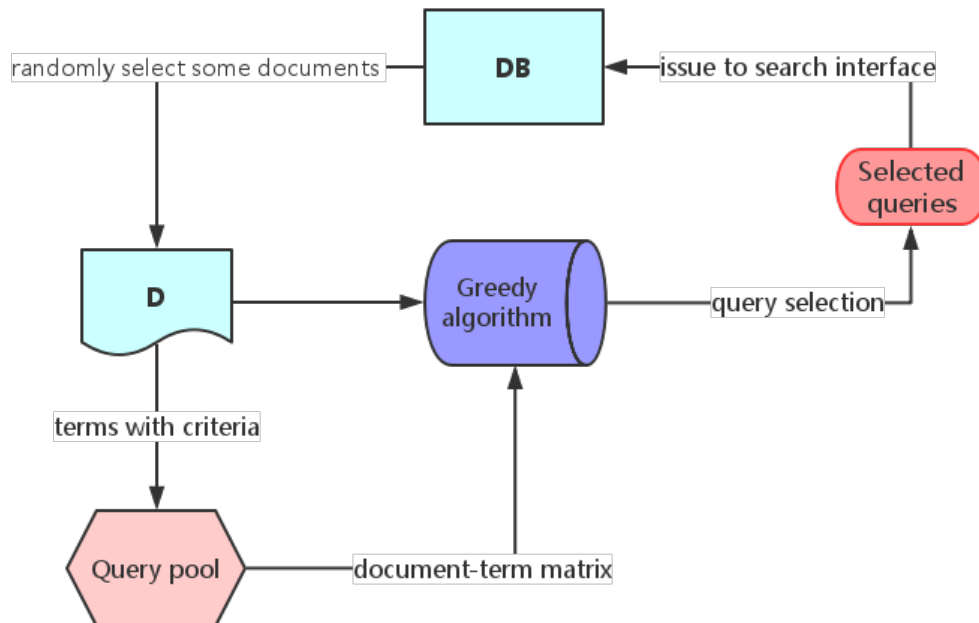 DB
randomly select some documents
issue to search interface
Selected
queries
D
Greedy
algorithm
query selection
terms with criteria
Query pool
document-term matrix